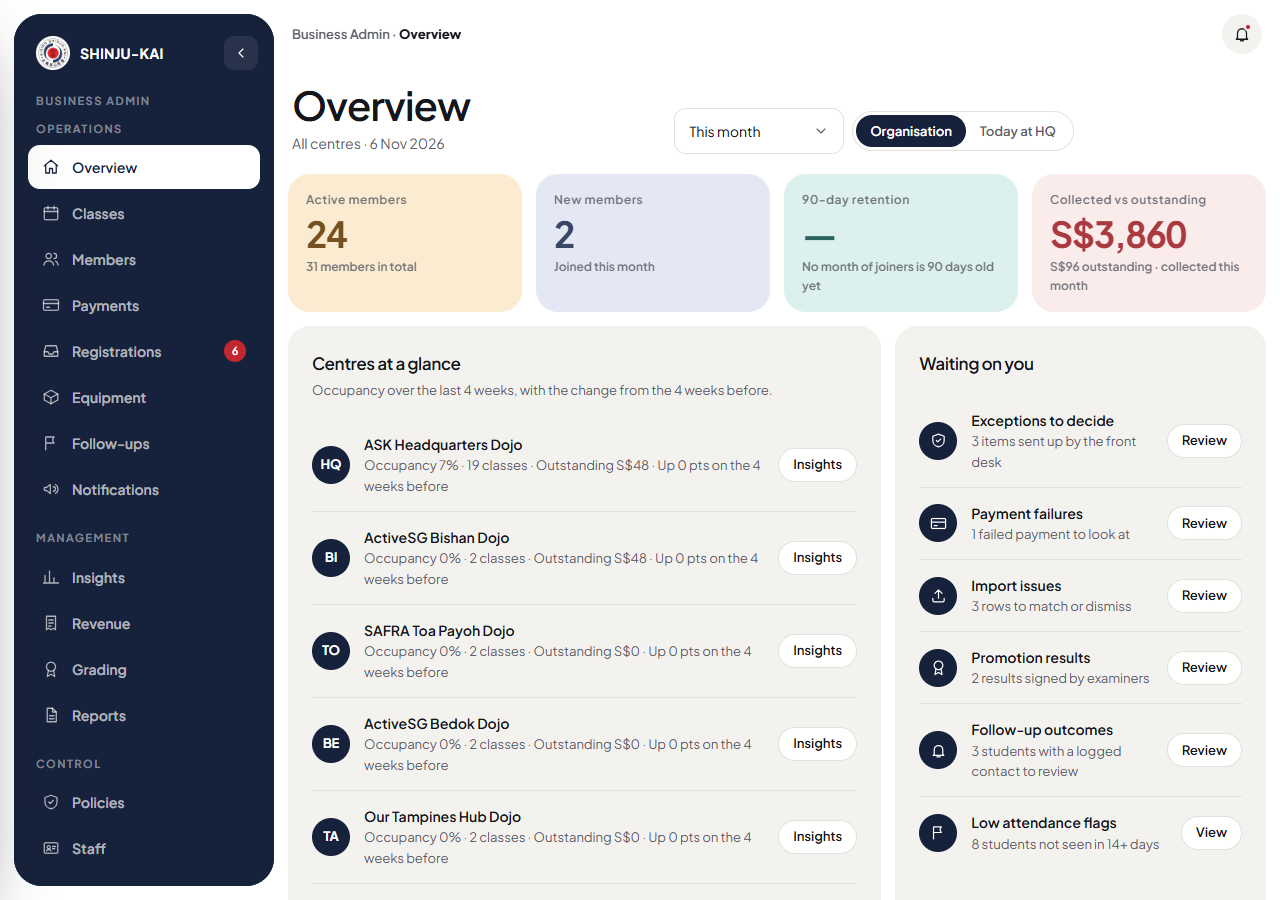 SHINJU-KAI
BUSINESS ADMIN
OPERATIONS
Overview
Classes
Members
Payments
Registrations 6
Equipment
Follow-ups
Notifications
MANAGEMENT
Insights
Revenue
Grading
Reports
CONTROL
Policies
Staff
Business Admin · Overview
Overview
All centres · 6 Nov 2026
This month
Organisation Today at HQ
Active members
24
31 members in total
New members
2
Joined this month
90-day retention
—
No month of joiners is 90 days old
yet
Collected vs outstanding
S$3,860
S$96 outstanding · collected this
month
Centres at a glance
Occupancy over the last 4 weeks, with the change from the 4 weeks before.
HQ
ASK Headquarters Dojo
Occupancy 7% · 19 classes · Outstanding S$48 · Up 0 pts on the 4
weeks before
Insights
BI
ActiveSG Bishan Dojo
Occupancy 0% · 2 classes · Outstanding S$48 · Up 0 pts on the 4
weeks before
Insights
TO
SAFRA Toa Payoh Dojo
Occupancy 0% · 2 classes · Outstanding S$0 · Up 0 pts on the 4
weeks before
Insights
BE
ActiveSG Bedok Dojo
Occupancy 0% · 2 classes · Outstanding S$0 · Up 0 pts on the 4
weeks before
Insights
TA
Our Tampines Hub Dojo
Occupancy 0% · 2 classes · Outstanding S$0 · Up 0 pts on the 4
weeks before
Insights
Waiting on you
Exceptions to decide
3 items sent up by the front
desk
Review
Payment failures
1 failed payment to look at
Review
Import issues
3 rows to match or dismiss
Review
Promotion results
2 results signed by examiners
Review
Follow-up outcomes
3 students with a logged
contact to review
Review
Low attendance flags
8 students not seen in 14+ days
View